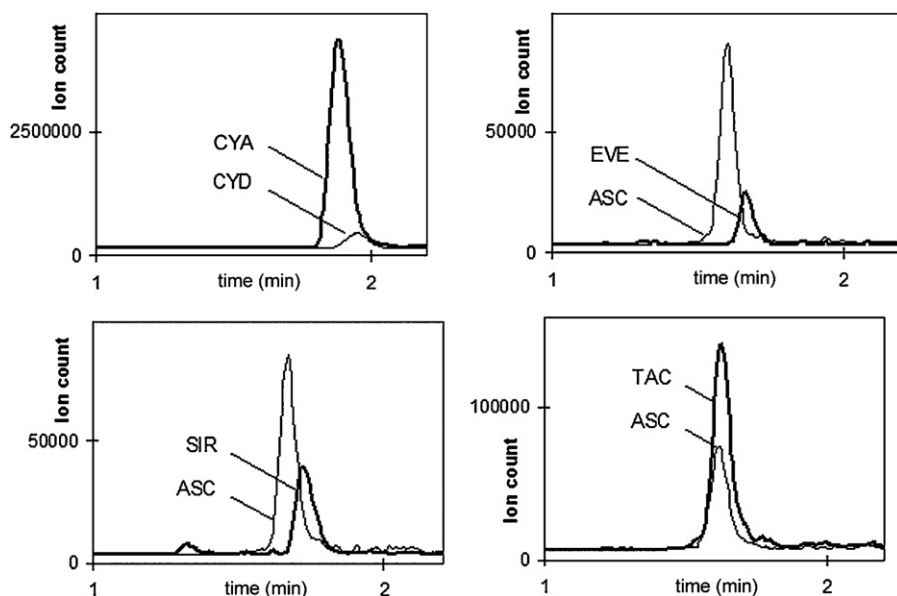 Ion count
2500000
CYA
CYD
0
1
time (min)
2
Ion count
50000
EVE
ASC
0
1
time (min)
2
Ion count
50000
SIR
ASC
0
1
time (min)
2
Ion count
100000
TAC
ASC
0
1
time (min)
2